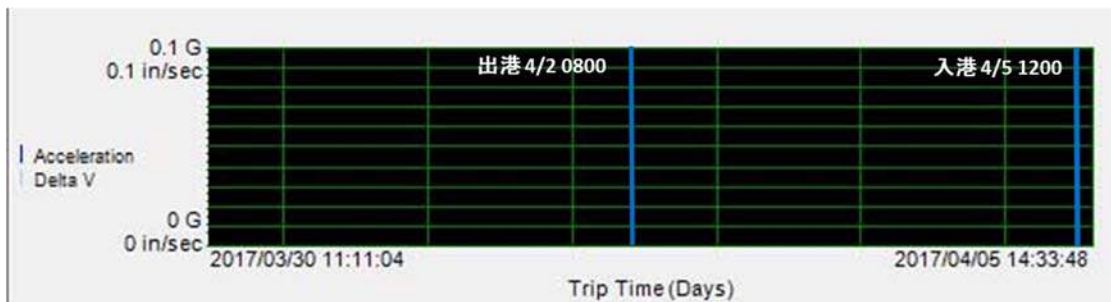 0.1 G
0.1 in/sec
出港 4/2 0800
入港 4/5 1200
Acceleration
Delta V
0 G
0 in/sec
2017/03/30 11:11:04
2017/04/05 14:33:48
Trip Time (Days)